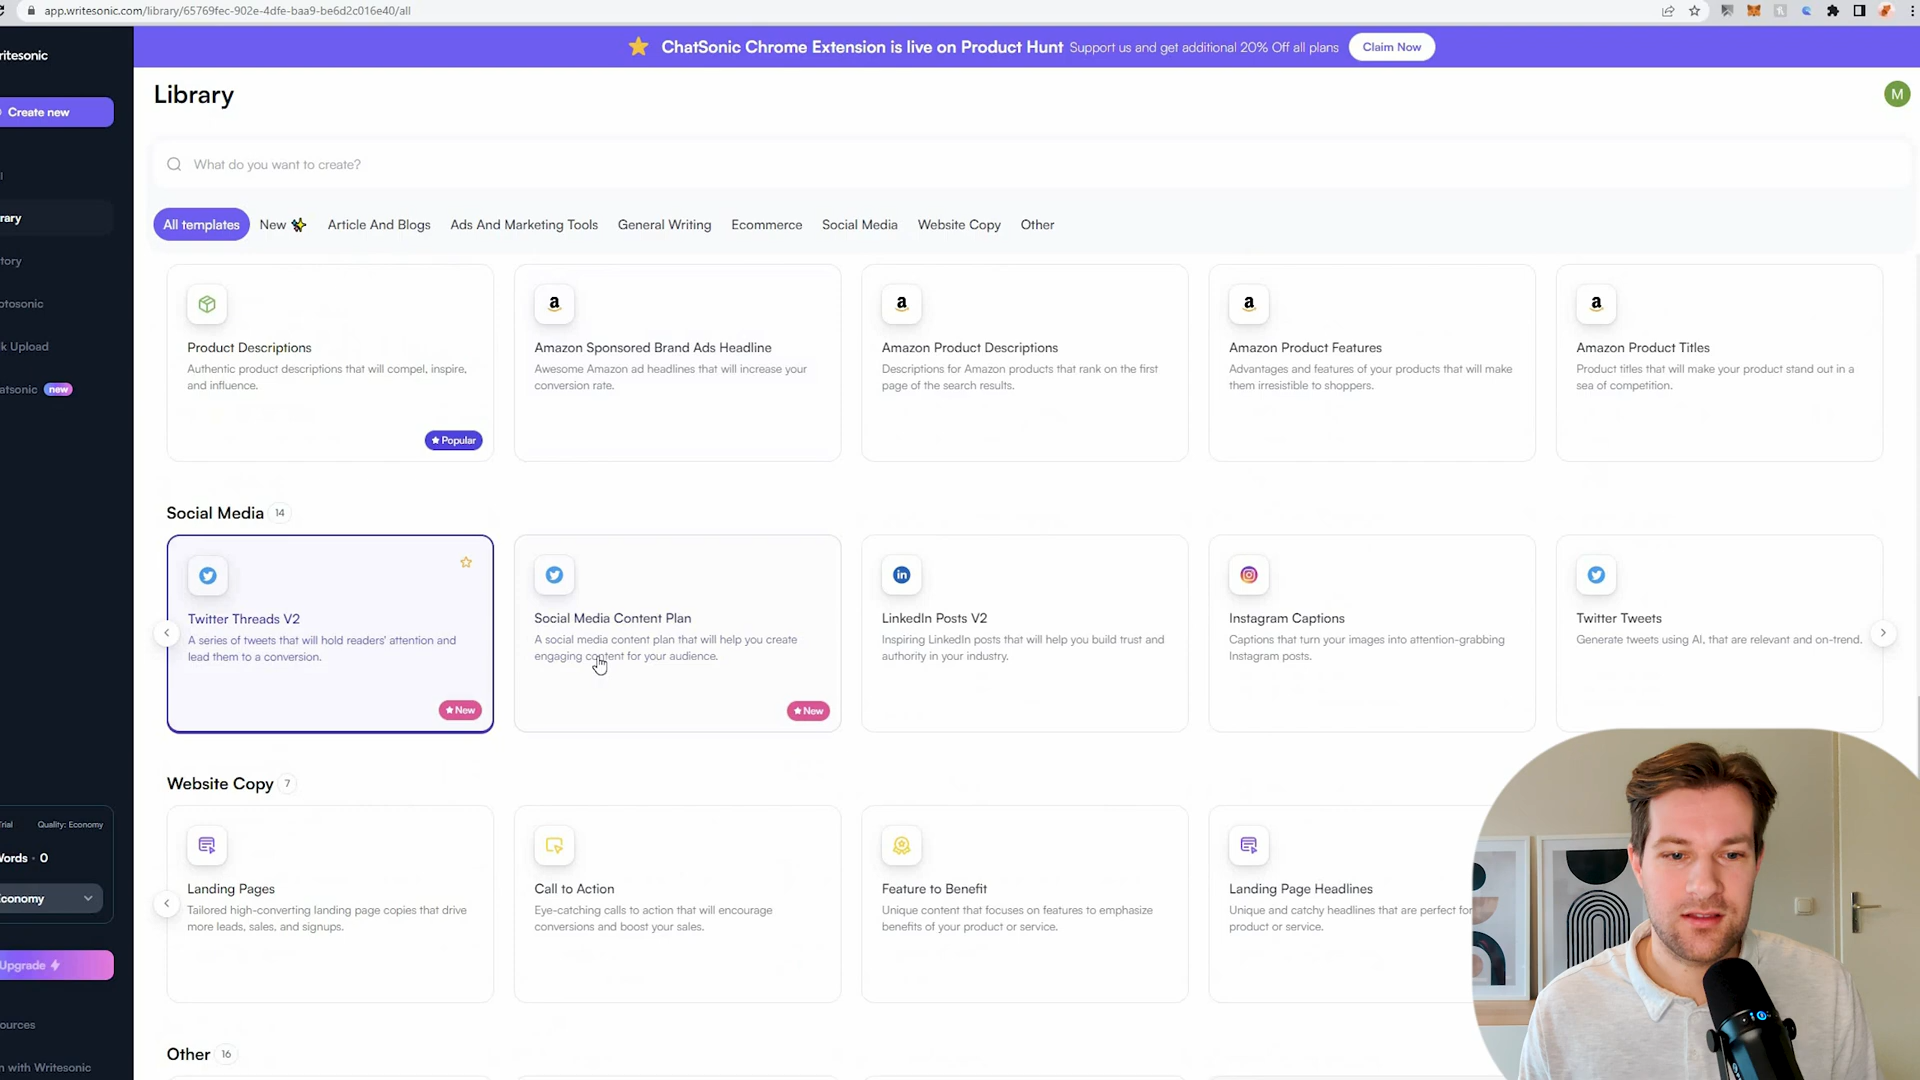 app.writesonic.com/library/65769fec-902e-4dfe-baa9-be6d2c016e40/all
ritesonic
ChatSonic Chrome Extension is live on Product Hunt Support us and get additional 20% Off all plans Claim Now
Library
M
Create new
What do you want to create?
rary
All templates New Article And Blogs Ads And Marketing Tools General Writing Ecommerce Social Media Website Copy Other
tory
otosonic
k Upload
atsonic new
Product Descriptions
Authentic product descriptions that will compel, inspire,
and influence.
Popular
Amazon Sponsored Brand Ads Headline
Awesome Amazon ad headlines that will increase your
conversion rate.
Amazon Product Descriptions
Descriptions for Amazon products that rank on the first
page of the search results.
Amazon Product Features
Advantages and features of your products that will make
them irresistible to shoppers.
Amazon Product Titles
Product titles that will make your product stand out in a
sea of competition.
Social Media 14
Twitter Threads V2
A series of tweets that will hold readers' attention and
lead them to a conversion.
New
Social Media Content Plan
A social media content plan that will help you create
engaging content for your audience.
New
LinkedIn Posts V2
Inspiring LinkedIn posts that will help you build trust and
authority in your industry.
Instagram Captions
Captions that turn your images into attention-grabbing
Instagram posts.
Twitter Tweets
Generate tweets using AI, that are relevant and on-trend.
Website Copy 7
Landing Pages
Tailored high-converting landing page copies that drive
more leads, sales, and signups.
Call to Action
Eye-catching calls to action that will encourage
conversions and boost your sales.
Feature to Benefit
Unique content that focuses on features to emphasize
benefits of your product or service.
Landing Page Headlines
Unique and catchy headlines that are perfect for
product or service.
rial Quality: Economy
Words • 0
conomy
Upgrade
ources
n with Writesonic
Other 16